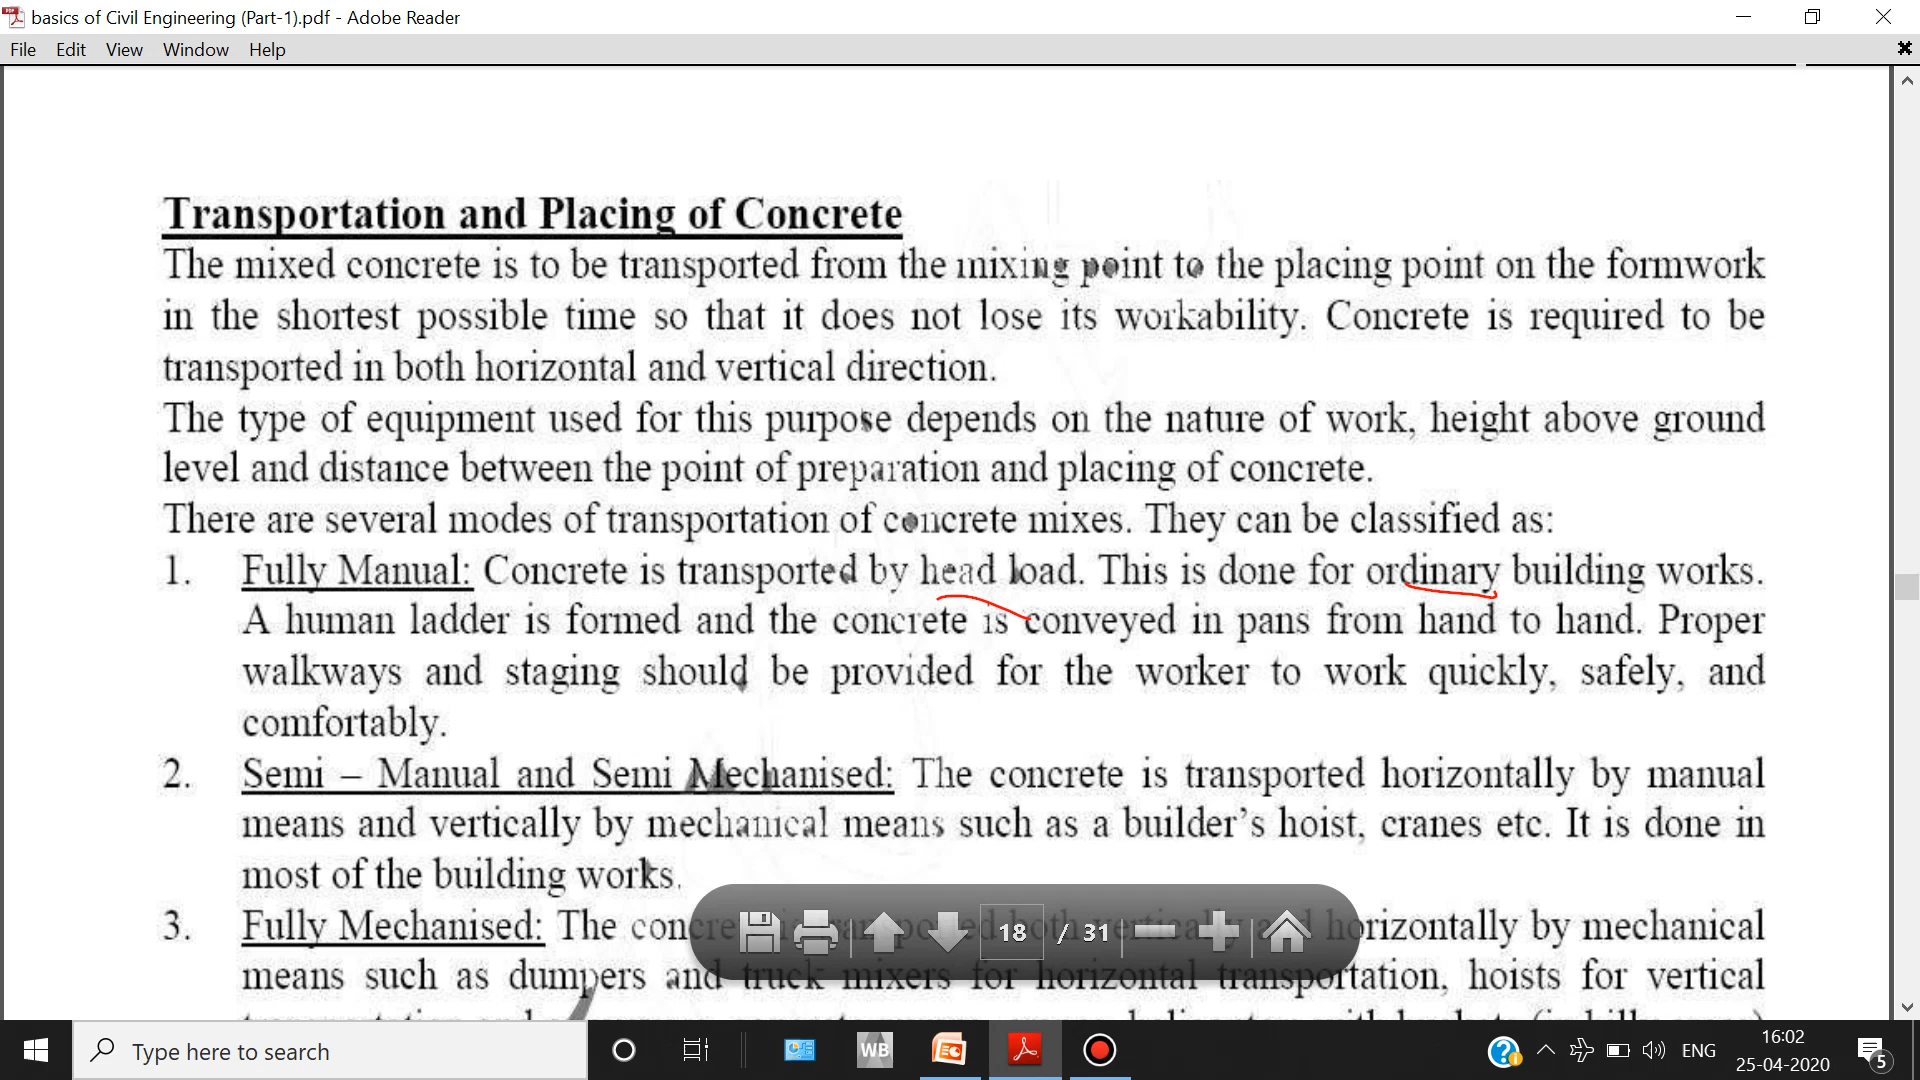 basics of Civil Engineering (Part-1).pdf - Adobe Reader
File Edit View Window Help
Transportation and Placing of Concrete
The mixed concrete is to be transported from the mixing point to the placing point on the formwork
in the shortest possible time so that it does not lose its workability. Concrete is required to be
transported in both horizontal and vertical direction.
The type of equipment used for this purpose depends on the nature of work, height above ground
level and distance between the point of preparation and placing of concrete.
There are several modes of transportation of concrete mixes. They can be classified as:
1. Fully Manual: Concrete is transported by head load. This is done for ordinary building works.
A human ladder is formed and the concrete is conveyed in pans from hand to hand. Proper
walkways and staging should be provided for the worker to work quickly, safely, and
comfortably.
2. Semi – Manual and Semi Mechanised: The concrete is transported horizontally by manual
means and vertically by mechanical means such as a builder's hoist, cranes etc. It is done in
most of the building works.
3. Fully Mechanised: The concrete is transported both vertically and horizontally by mechanical
means such as dumpers and truck mixers for horizontal transportation, hoists for vertical
18 / 31
Type here to search
WB
ENG
16:02
25-04-2020
5